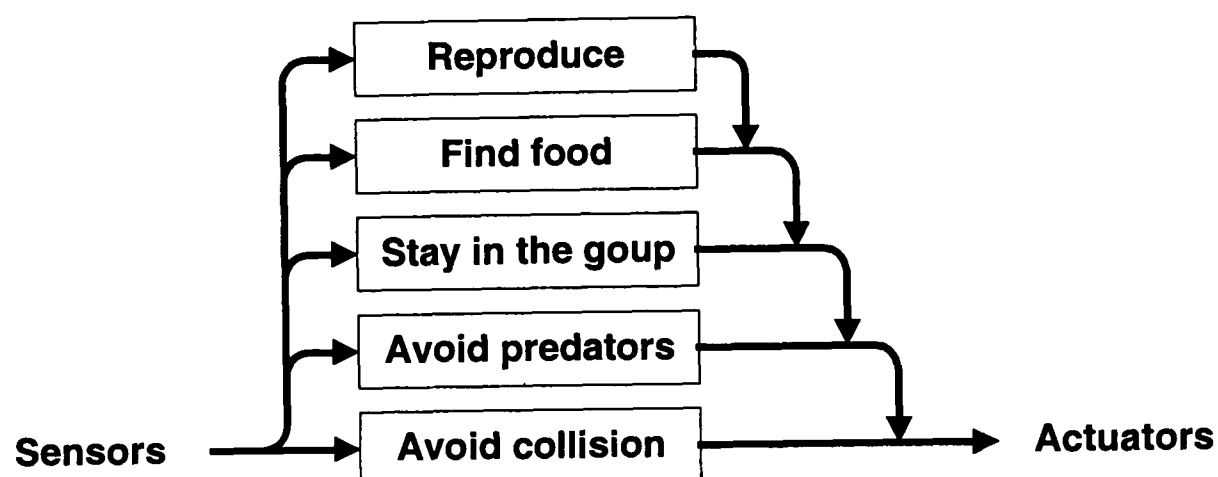 Reproduce
Find food
Stay in the goup
Avoid predators
Avoid collision
Sensors
Actuators